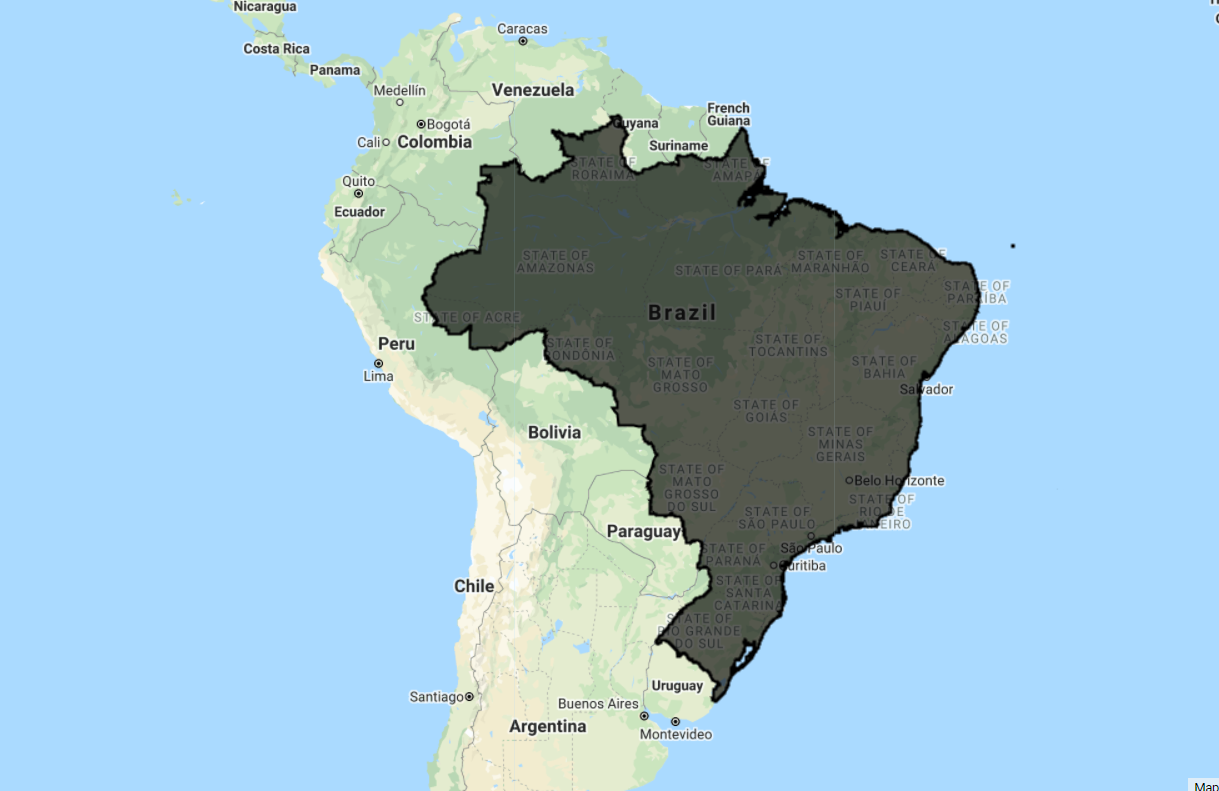 Nicaragua
Caracas
Costa Rica
Panama
Medellín
Venezuela
French
Guiana
Guyana
Bogotá
Cali
Colombia
Suriname
STATE OF
RORAIMA
STATE OF
AMAPÁ
Quito
Ecuador
STATE OF
AMAZONAS
STATE OF PARÁ
STATE OF
MARANHÃO
STATE OF
CEARÁ
STATE OF
PARAÍBA
STATE OF
PIAUÍ
STATE OF ACRE
Brazil
STATE OF
ALAGOAS
Peru
STATE OF
RONDÔNIA
STATE OF
TOCANTINS
Lima
STATE OF
MATO
GROSSO
STATE OF
BAHIA
Salvador
STATE OF
GOIÁS
Bolivia
STATE OF
MINAS
GERAIS
STATE OF
MATO
GROSSO
DO SUL
Belo Horizonte
STATE OF
RIO DE
JANEIRO
STATE OF
SÃO PAULO
Paraguay
São Paulo
STATE OF
PARANÁ
Curitiba
Chile
STATE OF
SANTA
CATARINA
STATE OF
RIO GRANDE
DO SUL
Uruguay
Santiago
Buenos Aires
Argentina
Montevideo
Map